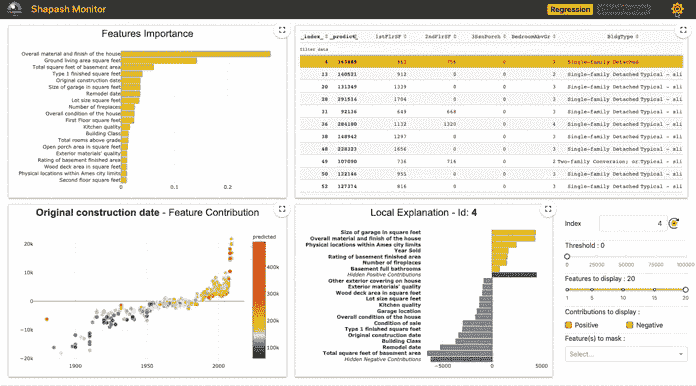 Shapash Monitor
Regression
Features Importance
Overall material and finish of the house
Ground living area square feet
Total square feet of basement area
Type 1 finished square feet
Original construction date
Size of garage in square feet
Remodel date
Lot size square feet
Number of fireplaces
Overall condition of the house
First Floor square feet
Kitchen quality
Building Class
Total rooms above grade
Open porch area in square feet
Exterior materials' quality
Rating of basement finished area
Wood deck area in square feet
Physical locations within Ames city limits
Second floor square feet
0 0.1 0.2
_index_ _predict_ 1stFlrSF 2ndFlrSF 3SsnPorch BedroomAbvGr BldgType
filter data
4 143885 912 756 0 3 Single-family Detached
13 140521 912 0 0 2 Single-family Detached Typical - sli
20 131349 1339 0 0 3 Single-family Detached Typical - sli
28 291514 1704 0 0 3 Single-family Detached Typical - sli
31 92136 649 668 0 3 Single-family Detached Typical - sli
36 284180 1132 1320 0 4 Single-family Detached Typical - sli
38 148943 1297 0 0 3 Single-family Detached Typical - sli
48 228327 1656 0 0 3 Single-family Detached Typical - sli
49 107090 736 716 0 2 Two-family Conversion; or Typical - sli
50 122146 955 0 0 3 Single-family Detached Typical - sli
52 127374 816 0 0 3 Single-family Detached Typical - sli
Original construction date - Feature Contribution
20k
10k
0
−10k
−20k
1900 1950 2000
predicted
400k
300k
200k
100k
Local Explanation - Id: 4
Size of garage in square feet
Overall material and finish of the house
Physical locations within Ames city limits
Year Sold
Rating of basement finished area
Number of fireplaces
Basement full bathrooms
Hidden Positive Contributions
Other exterior covering on house
Exterior materials' quality
Wood deck area in square feet
Lot size square feet
Kitchen quality
Garage location
Overall condition of the house
Condition of sale
Type 1 finished square feet
Original construction date
Building Class
Remodel date
Total square feet of basement area
Hidden Negative Contributions
−5000 0 5000
Index 4
Threshold : 0
0 25000 50000 75000 100000
Features to display : 20
1 5 10 15 20
Contributions to display :
Positive Negative
Feature(s) to mask :
Select...